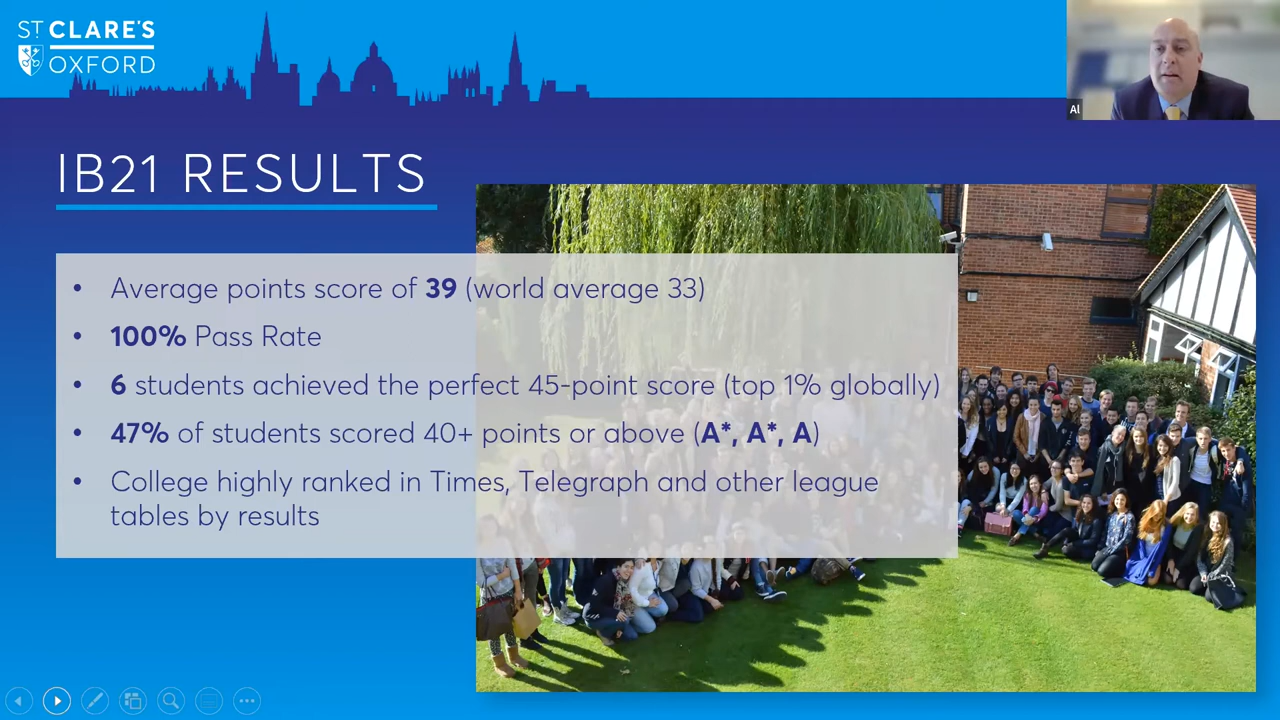 ST CLARE'S
OXFORD
Al
IB21 RESULTS
• Average points score of 39 (world average 33)
• 100% Pass Rate
• 6 students achieved the perfect 45-point score (top 1% globally)
• 47% of students scored 40+ points or above (A*, A*, A)
• College highly ranked in Times, Telegraph and other league
tables by results